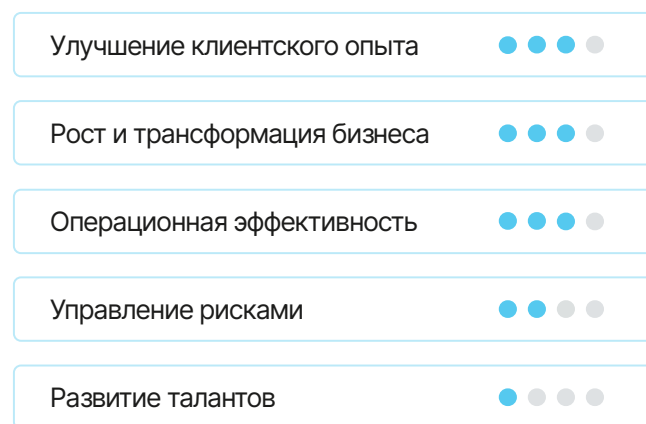 Улучшение клиентского опыта
Рост и трансформация бизнеса
Операционная эффективность
Управление рисками
Развитие талантов